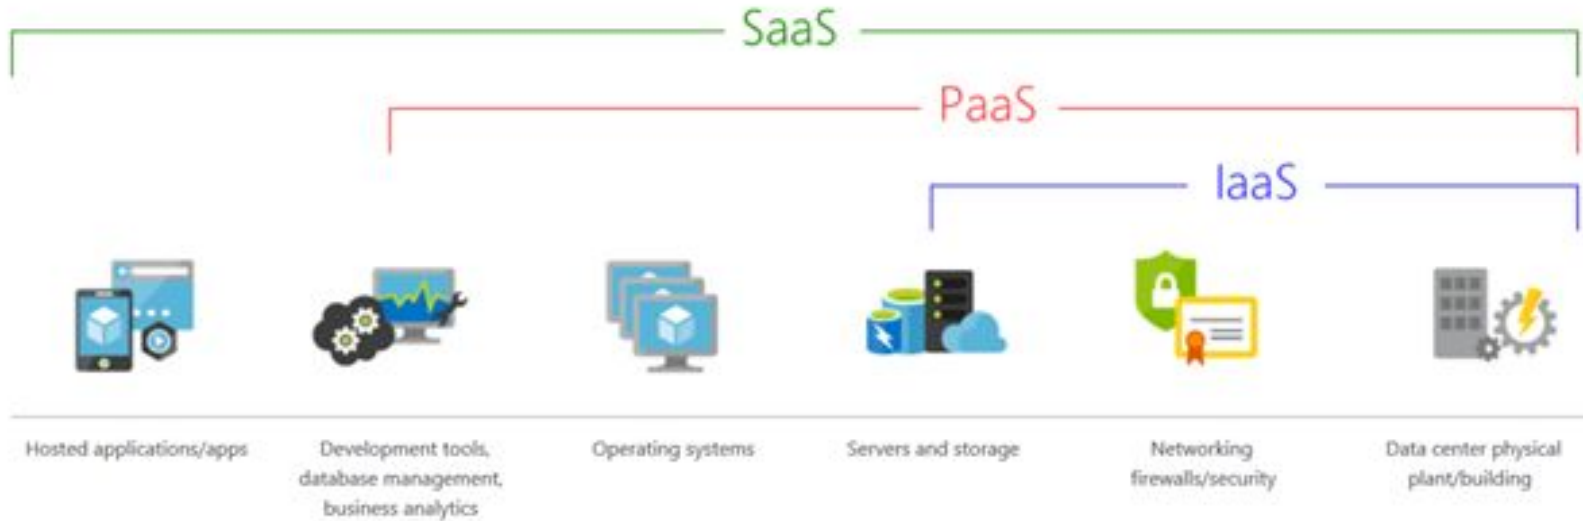 SaaS
PaaS
IaaS
Hosted applications/apps
Development tools,
database management,
business analytics
Operating systems
Servers and storage
Networking
firewalls/security
Data center physical
plant/building